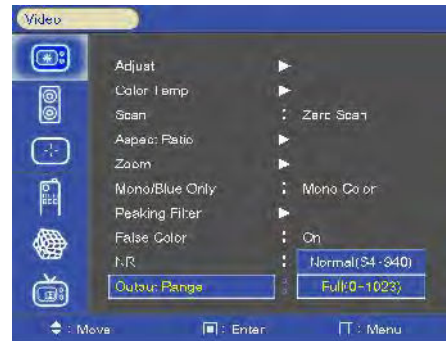 Video
Adjust
Color Temp
Scan : Zero Scan
Aspect Ratio
Zoom
Mono/Blue Only : Mono Color
Peaking Filter
False Color : On
NR : Normal(64~940)
Output Range : Full(0~1023)
: Move : Enter : Menu